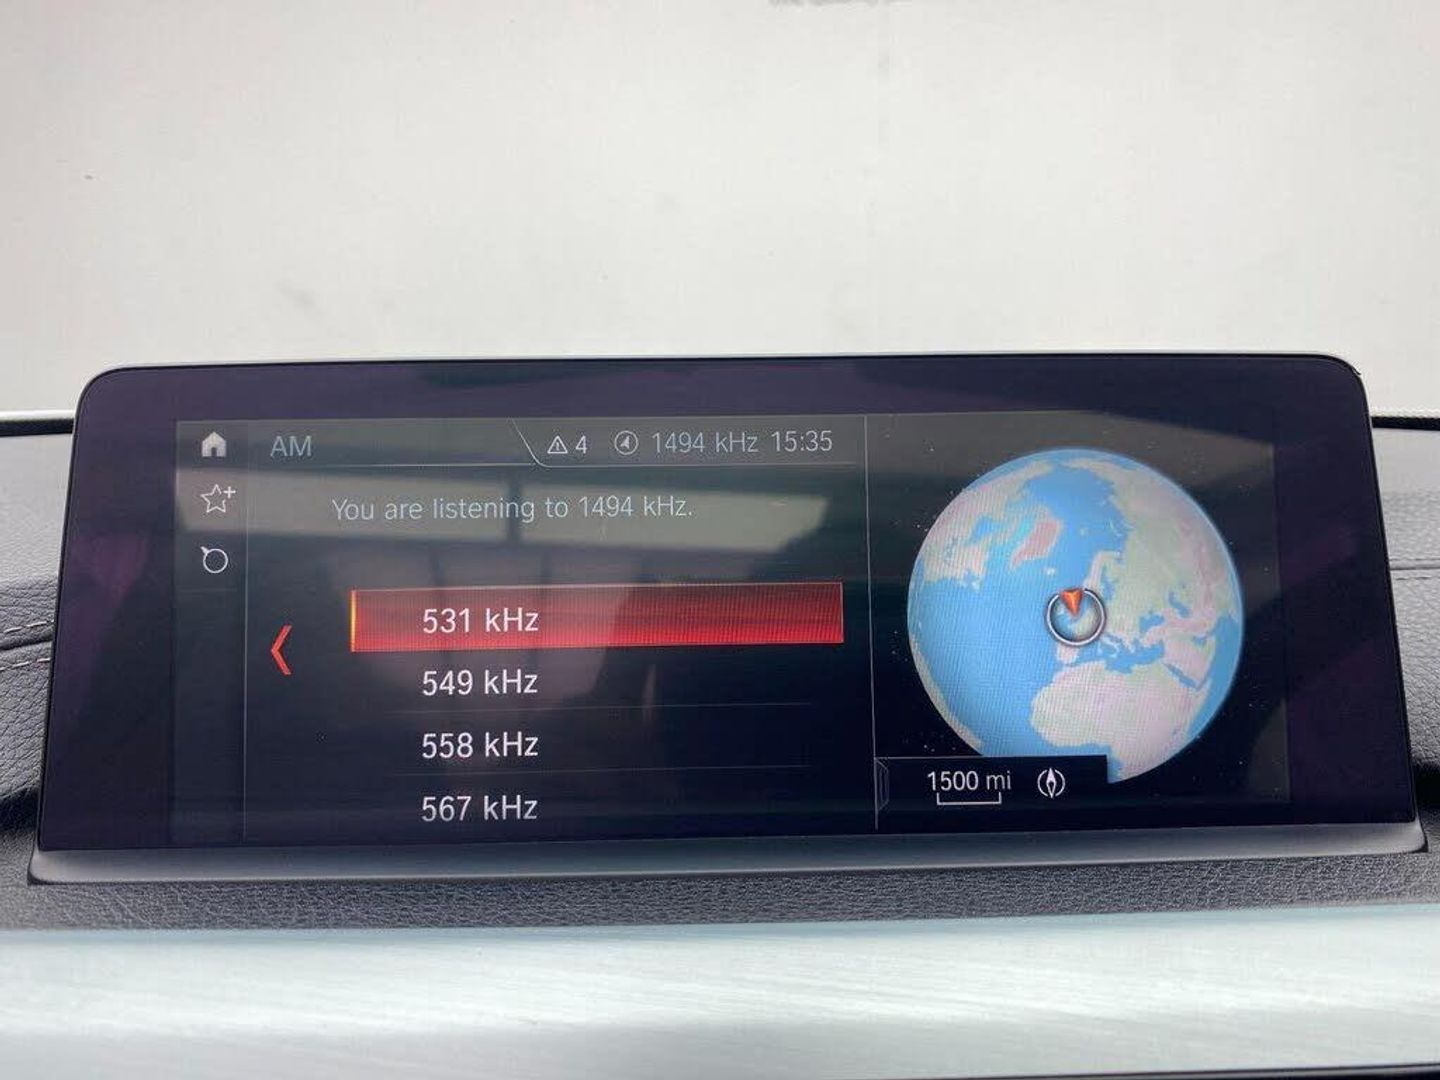 AM
4 1494 kHz 15:35
You are listening to 1494 kHz.
531 kHz
549 kHz
558 kHz
567 kHz
1500 mi